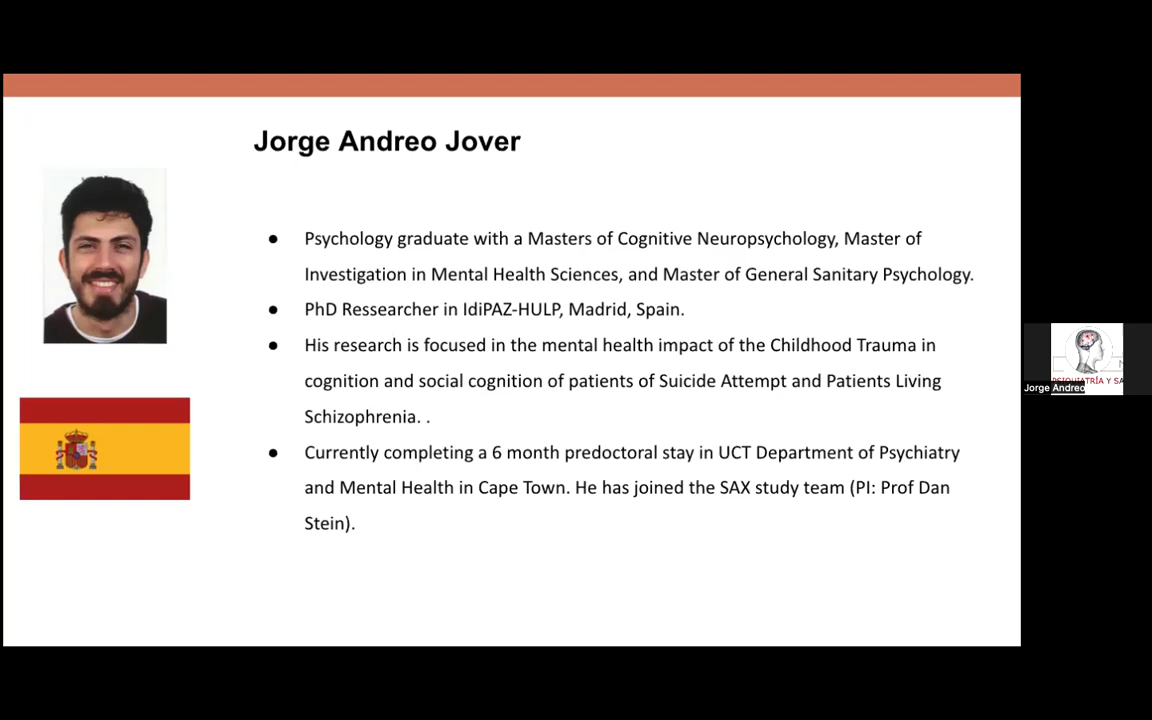 Jorge Andreo Jover
● Psychology graduate with a Masters of Cognitive Neuropsychology, Master of
Investigation in Mental Health Sciences, and Master of General Sanitary Psychology.
● PhD Ressearcher in IdiPAZ-HULP, Madrid, Spain.
● His research is focused in the mental health impact of the Childhood Trauma in
cognition and social cognition of patients of Suicide Attempt and Patients Living
Schizophrenia. .
● Currently completing a 6 month predoctoral stay in UCT Department of Psychiatry
and Mental Health in Cape Town. He has joined the SAX study team (PI: Prof Dan
Stein).
Jorge Andreo